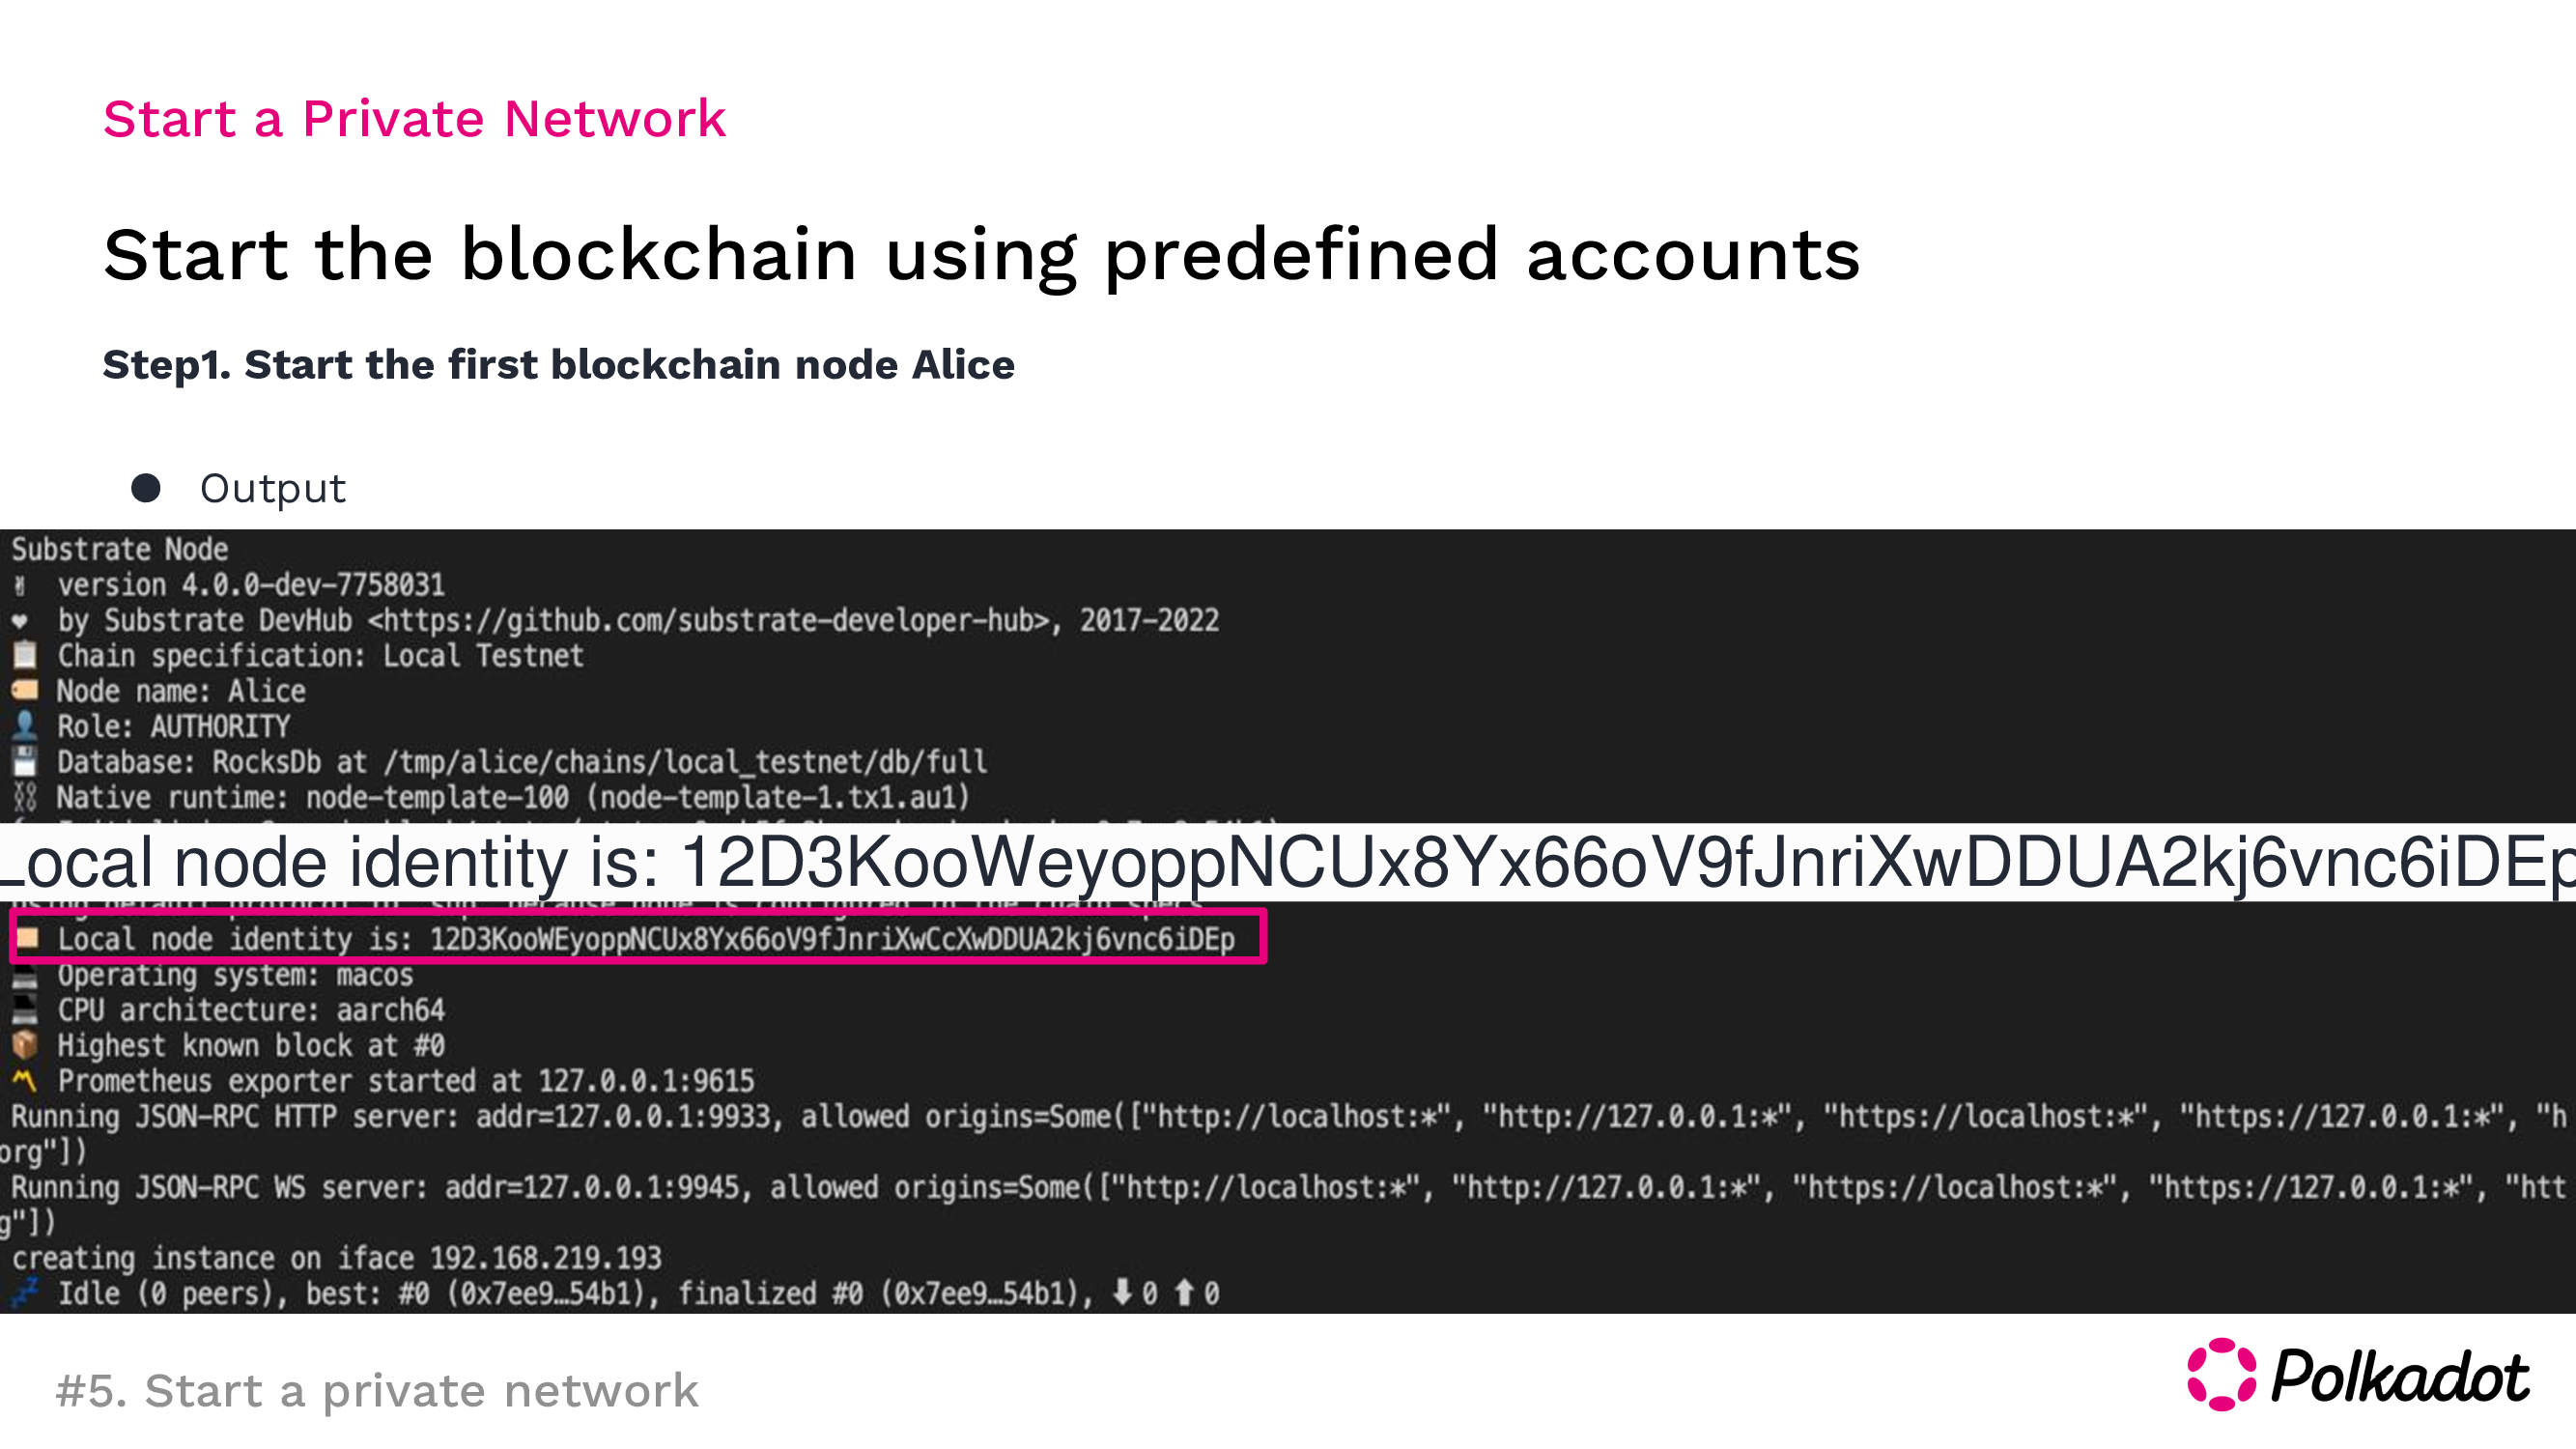 Start a Private Network
Start the blockchain using predefined accounts
Step1. Start the first blockchain node Alice
● Output
Substrate Node
✌ version 4.0.0-dev-7758031
❤ by Substrate DevHub <https://github.com/substrate-developer-hub>, 2017-2022
📋 Chain specification: Local Testnet
🏷 Node name: Alice
👤 Role: AUTHORITY
💾 Database: RocksDb at /tmp/alice/chains/local_testnet/db/full
⛓ Native runtime: node-template-100 (node-template-1.tx1.au1)
Local node identity is: 12D3KooWeyoppNCUx8Yx66oV9fJnriXwDDUA2kj6vnc6iDEp
🏷 Local node identity is: 12D3KooWEyoppNCUx8Yx66oV9fJnriXwCcXwDDUA2kj6vnc6iDEp
💻 Operating system: macos
💻 CPU architecture: aarch64
📦 Highest known block at #0
〽️ Prometheus exporter started at 127.0.0.1:9615
Running JSON-RPC HTTP server: addr=127.0.0.1:9933, allowed origins=Some(["http://localhost:*", "http://127.0.0.1:*", "https://localhost:*", "https://127.0.0.1:*", "h
org"])
Running JSON-RPC WS server: addr=127.0.0.1:9945, allowed origins=Some(["http://localhost:*", "http://127.0.0.1:*", "https://localhost:*", "https://127.0.0.1:*", "htt
g"])
creating instance on iface 192.168.219.193
💤 Idle (0 peers), best: #0 (0x7ee9…54b1), finalized #0 (0x7ee9…54b1), ⬇ 0 ⬆ 0
#5. Start a private network
Polkadot